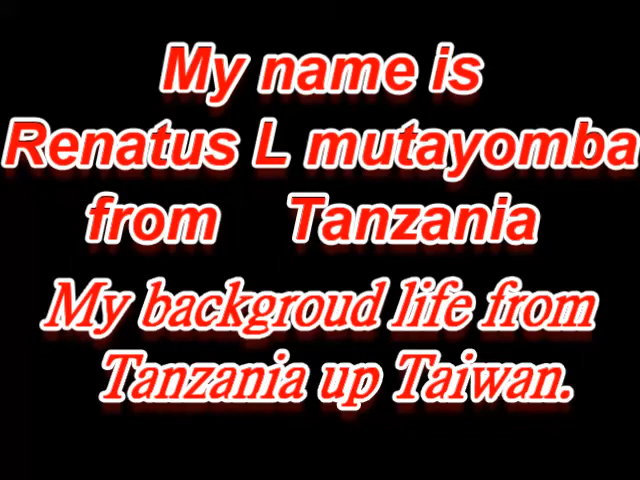 My name is
Renatus L mutayomba
from Tanzania
My backgroud life from
Tanzania up Taiwan.